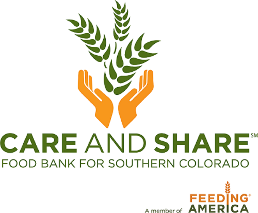 CARE AND SHARE℠
FOOD BANK FOR SOUTHERN COLORADO
FEEDING
A member of AMERICA®